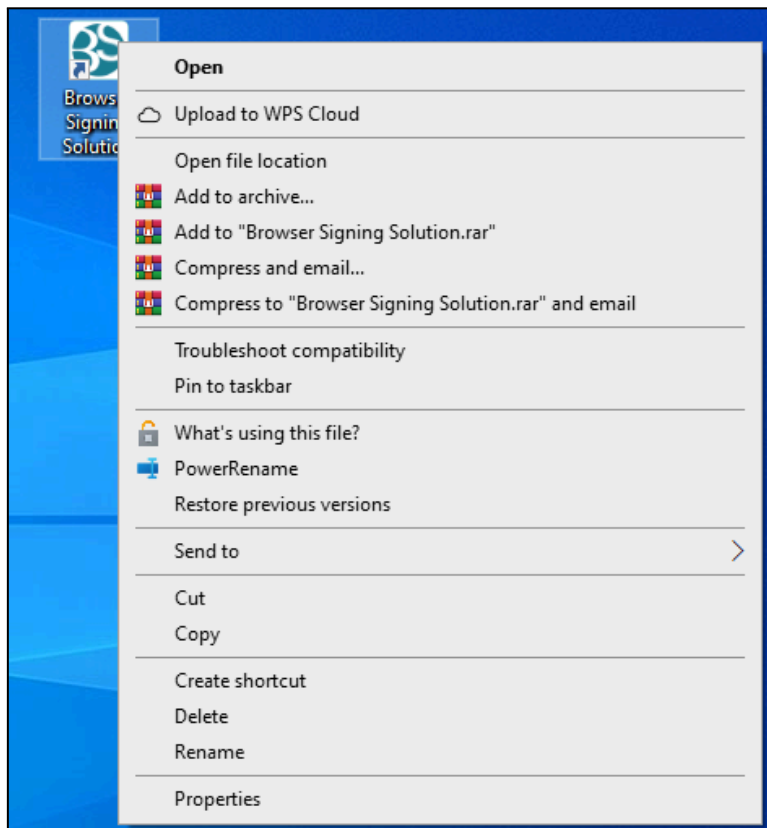 BS
Brows
Signin
Solutio
Open
Upload to WPS Cloud
Open file location
Add to archive...
Add to "Browser Signing Solution.rar"
Compress and email...
Compress to "Browser Signing Solution.rar" and email
Troubleshoot compatibility
Pin to taskbar
What's using this file?
PowerRename
Restore previous versions
Send to
Cut
Copy
Create shortcut
Delete
Rename
Properties